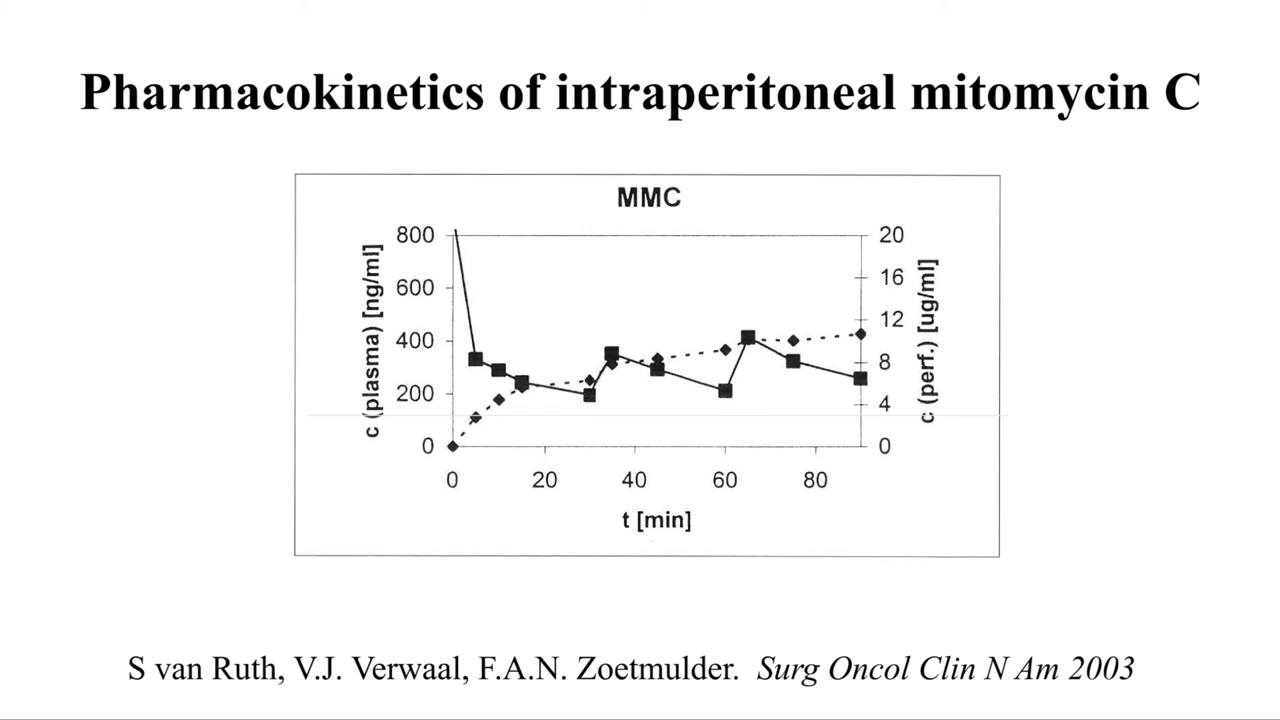 Pharmacokinetics of intraperitoneal mitomycin C
MMC
c (plasma) [ng/ml]
800
600
400
200
0
20
16
12
8
4
0
c (perf.) [ug/ml]
0 20 40 60 80
t [min]
S van Ruth, V.J. Verwaal, F.A.N. Zoetmulder. Surg Oncol Clin N Am 2003